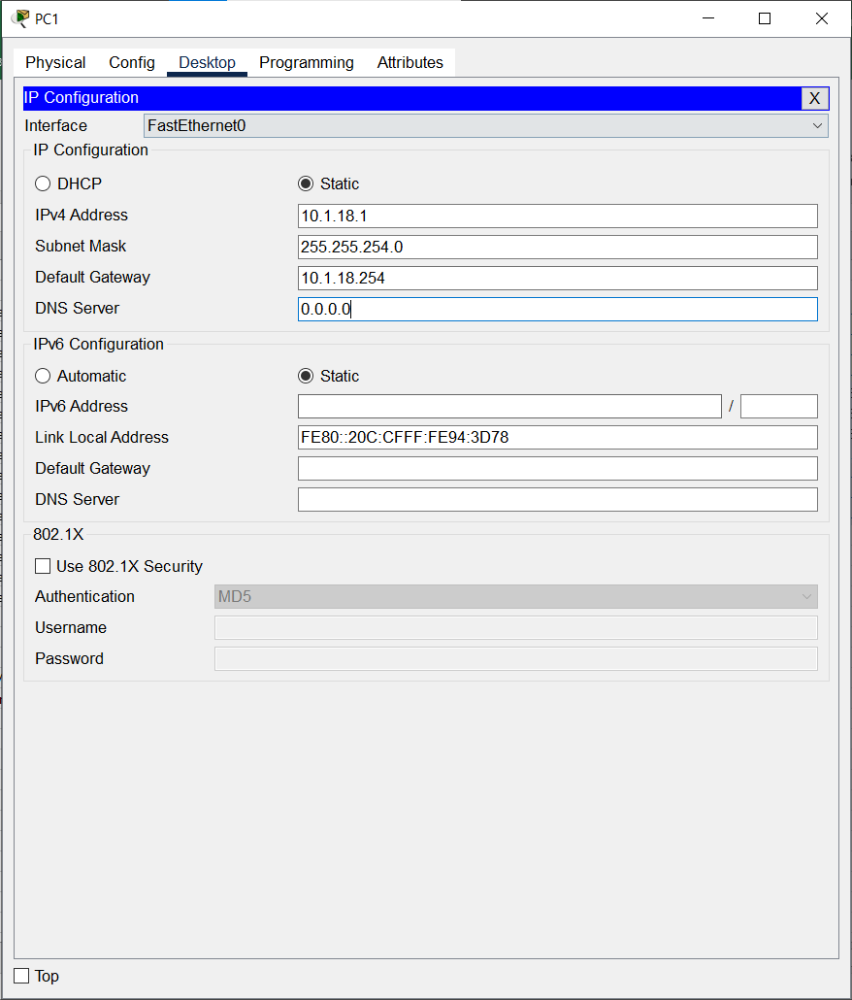 PC1
Physical Config Desktop Programming Attributes
IP Configuration X
Interface FastEthernet0
IP Configuration
DHCP Static
IPv4 Address 10.1.18.1
Subnet Mask 255.255.254.0
Default Gateway 10.1.18.254
DNS Server 0.0.0.0
IPv6 Configuration
Automatic Static
IPv6 Address /
Link Local Address FE80::20C:CFFF:FE94:3D78
Default Gateway
DNS Server
802.1X
Use 802.1X Security
Authentication MD5
Username
Password
Top